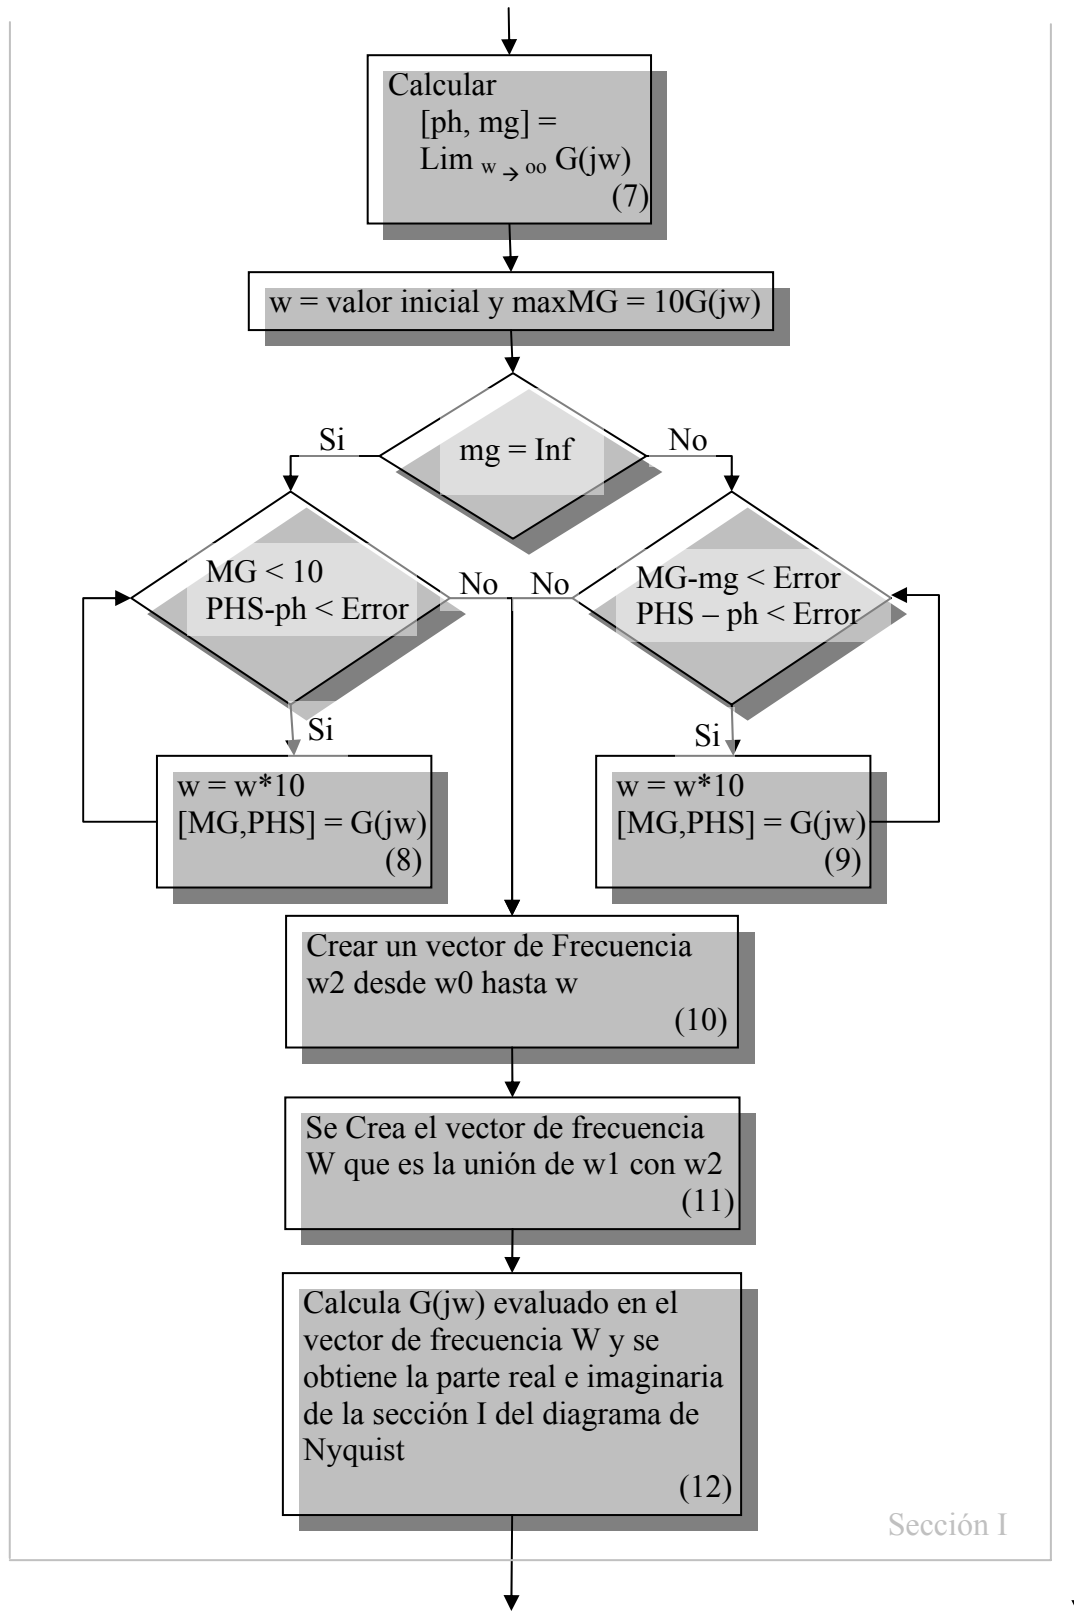 Calcular
[ph, mg] =
Lim w → oo G(jw)
(7)
w = valor inicial y maxMG = 10G(jw)
mg = Inf
Si
No
MG < 10
PHS-ph < Error
No
No
MG-mg < Error
PHS – ph < Error
Si
Si
w = w*10
[MG,PHS] = G(jw)
(8)
w = w*10
[MG,PHS] = G(jw)
(9)
Crear un vector de Frecuencia
w2 desde w0 hasta w
(10)
Se Crea el vector de frecuencia
W que es la unión de w1 con w2
(11)
Calcula G(jw) evaluado en el
vector de frecuencia W y se
obtiene la parte real e imaginaria
de la sección I del diagrama de
Nyquist
(12)
Sección I